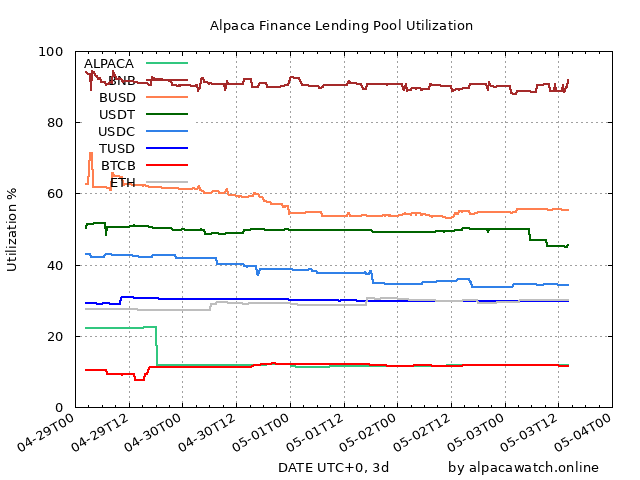 Alpaca Finance Lending Pool Utilization
Utilization %
100
80
60
40
20
0
ALPACA
BNB
BUSD
USDT
USDC
TUSD
BTCB
ETH
04-29T00
04-29T12
04-30T00
04-30T12
05-01T00
05-01T12
05-02T00
05-02T12
05-03T00
05-03T12
05-04T00
DATE UTC+0, 3d
by alpacawatch.online